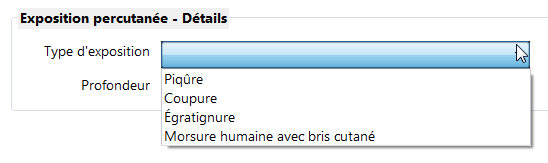 Exposition percutanée - Détails
Type d'exposition
Profondeur
Piqûre
Coupure
Égratignure
Morsure humaine avec bris cutané